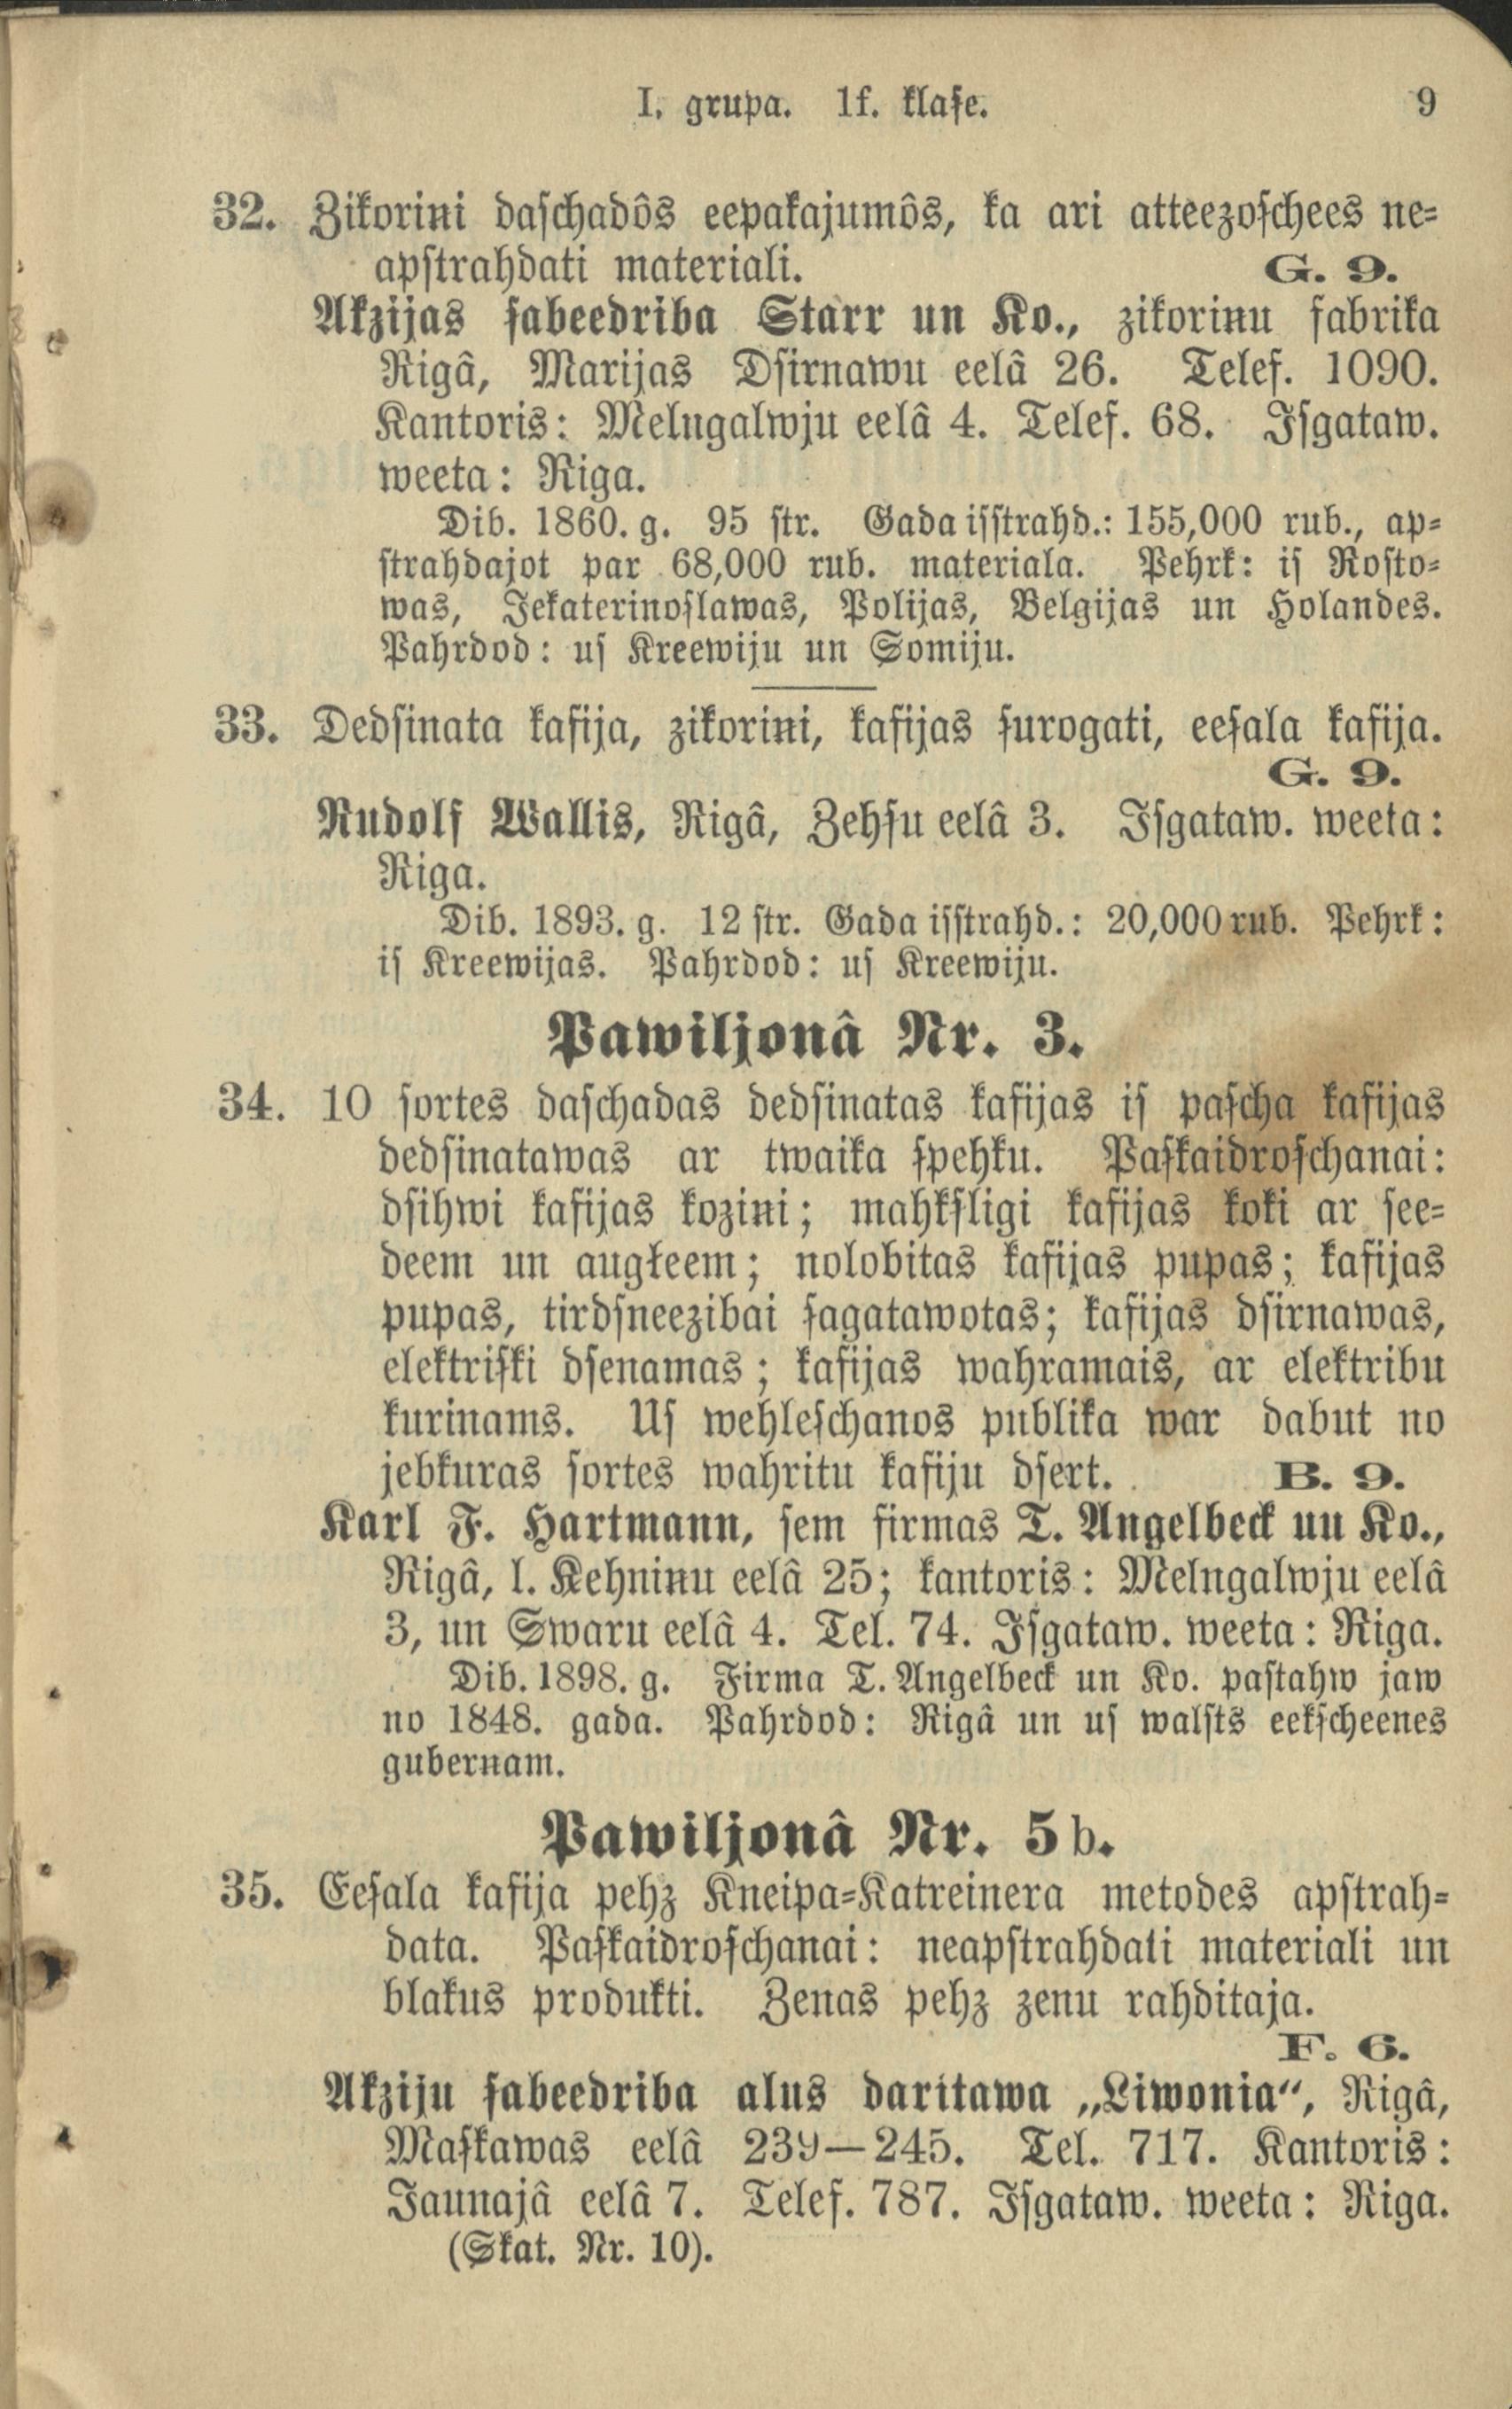 I. grupa. 1f. klaſe. 9
32. Zikoriņi daſchadôs eepakajumôs, ka ari atteezoſchees ne-
apſtrahdati materiali. G. 9.
Akzijas ſabeedriba Starr un Ko., zikoriņu fabrika
Rigâ, Marijas Dſirnawu eelâ 26. Telef. 1090.
Kantoris: Melngalwju eelâ 4. Telef. 68. Iſgataw.
weeta: Riga.
Dib. 1860. g. 95 ſtr. Gada iſſtrahd.: 155,000 rub., ap-
ſtrahdajot par 68,000 rub. materiala. Pehrk: iſ Roſto-
was, Jekaterinoſlawas, Polijas, Belgijas un Holandes.
Pahrdod: uſ Kreewiju un Somiju.
33. Dedſinata kafija, zikoriņi, kafijas ſurogati, eeſala kafija.
G. 9.
Rudolf Wallis, Rigâ, Zehſu eelâ 3. Iſgataw. weeta:
Riga.
Dib. 1893. g. 12 ſtr. Gada iſſtrahd.: 20,000 rub. Pehrk:
iſ Kreewijas. Pahrdod: uſ Kreewiju.
Pawiljonâ Nr. 3.
34. 10 ſortes daſchadas dedſinatas kafijas iſ paſcha kafijas
dedſinatawas ar twaika ſpehku. Paſkaidroſchanai:
dſihwi kafijas koziņi; mahkſligi kafijas koki ar ſee-
deem un augłeem; nolobitas kafijas pupas; kafijas
pupas, tirdſneezibai ſagatawotas; kafijas dſirnawas,
elektriſki dſenamas; kafijas wahramais, ar elektribu
kurinams. Uſ wehleſchanos publika war dabut no
jebkuras ſortes wahritu kafiju dſert. B. 9.
Karl F. Hartmann, ſem firmas T. Angelbeck un Ko.,
Rigâ, l. Kehniņu eelâ 25; kantoris: Melngalwju eelâ
3, un Swaru eelâ 4. Tel. 74. Iſgataw. weeta: Riga.
Dib. 1898. g. Firma T. Angelbeck un Ko. paſtahw jaw
no 1848. gada. Pahrdod: Rigâ un uſ walſts eekſcheenes
gubernam.
Pawiljonâ Nr. 5 b.
35. Eeſala kafija pehz Kneipa-Katreinera metodes apſtrah-
data. Paſkaidroſchanai: neapſtrahdati materiali un
blakus produkti. Zenas pehz zenu rahditaja.
F. 6.
Akziju ſabeedriba alus daritawa „Liwonia“, Rigâ,
Maſkawas eelâ 239—245. Tel. 717. Kantoris:
Jaunajâ eelâ 7. Telef. 787. Iſgataw. weeta: Riga.
(Skat. Nr. 10).